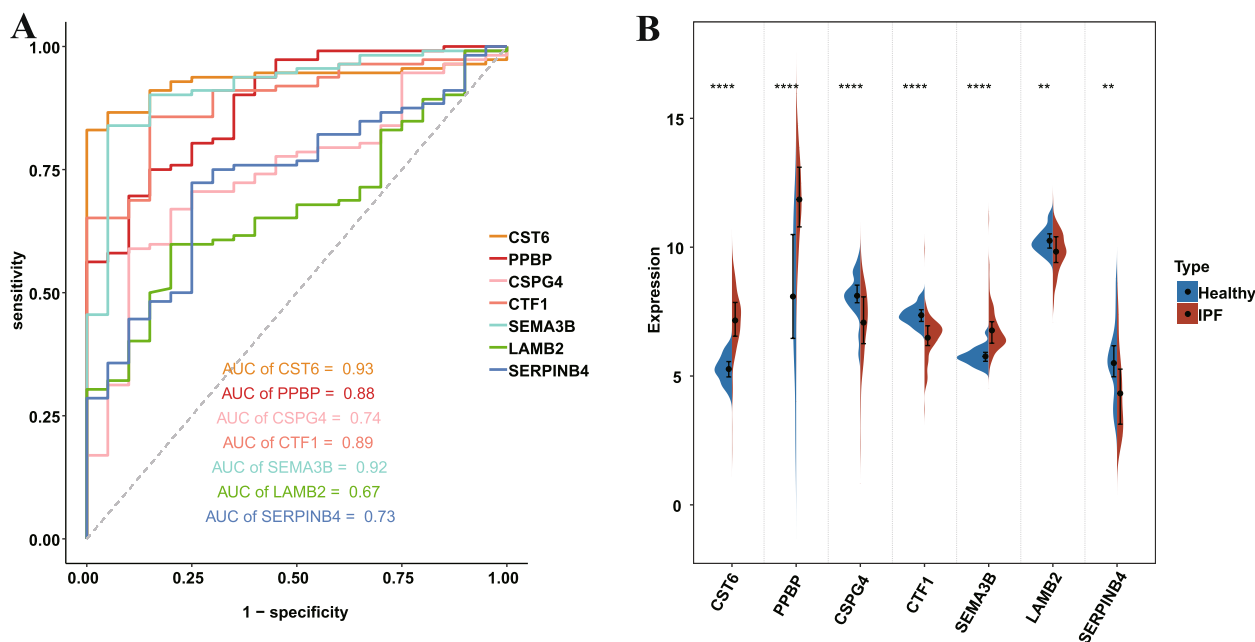 A
1.00
0.75
0.50
0.25
0.00
sensitivity
0.00 0.25 0.50 0.75 1.00
1 − specificity
CST6
PPBP
CSPG4
CTF1
SEMA3B
LAMB2
SERPINB4
AUC of CST6 = 0.93
AUC of PPBP = 0.88
AUC of CSPG4 = 0.74
AUC of CTF1 = 0.89
AUC of SEMA3B = 0.92
AUC of LAMB2 = 0.67
AUC of SERPINB4 = 0.73
B
**** **** **** **** **** ** **
15
10
5
0
Expression
CST6 PPBP CSPG4 CTF1 SEMA3B LAMB2 SERPINB4
Type
Healthy
IPF